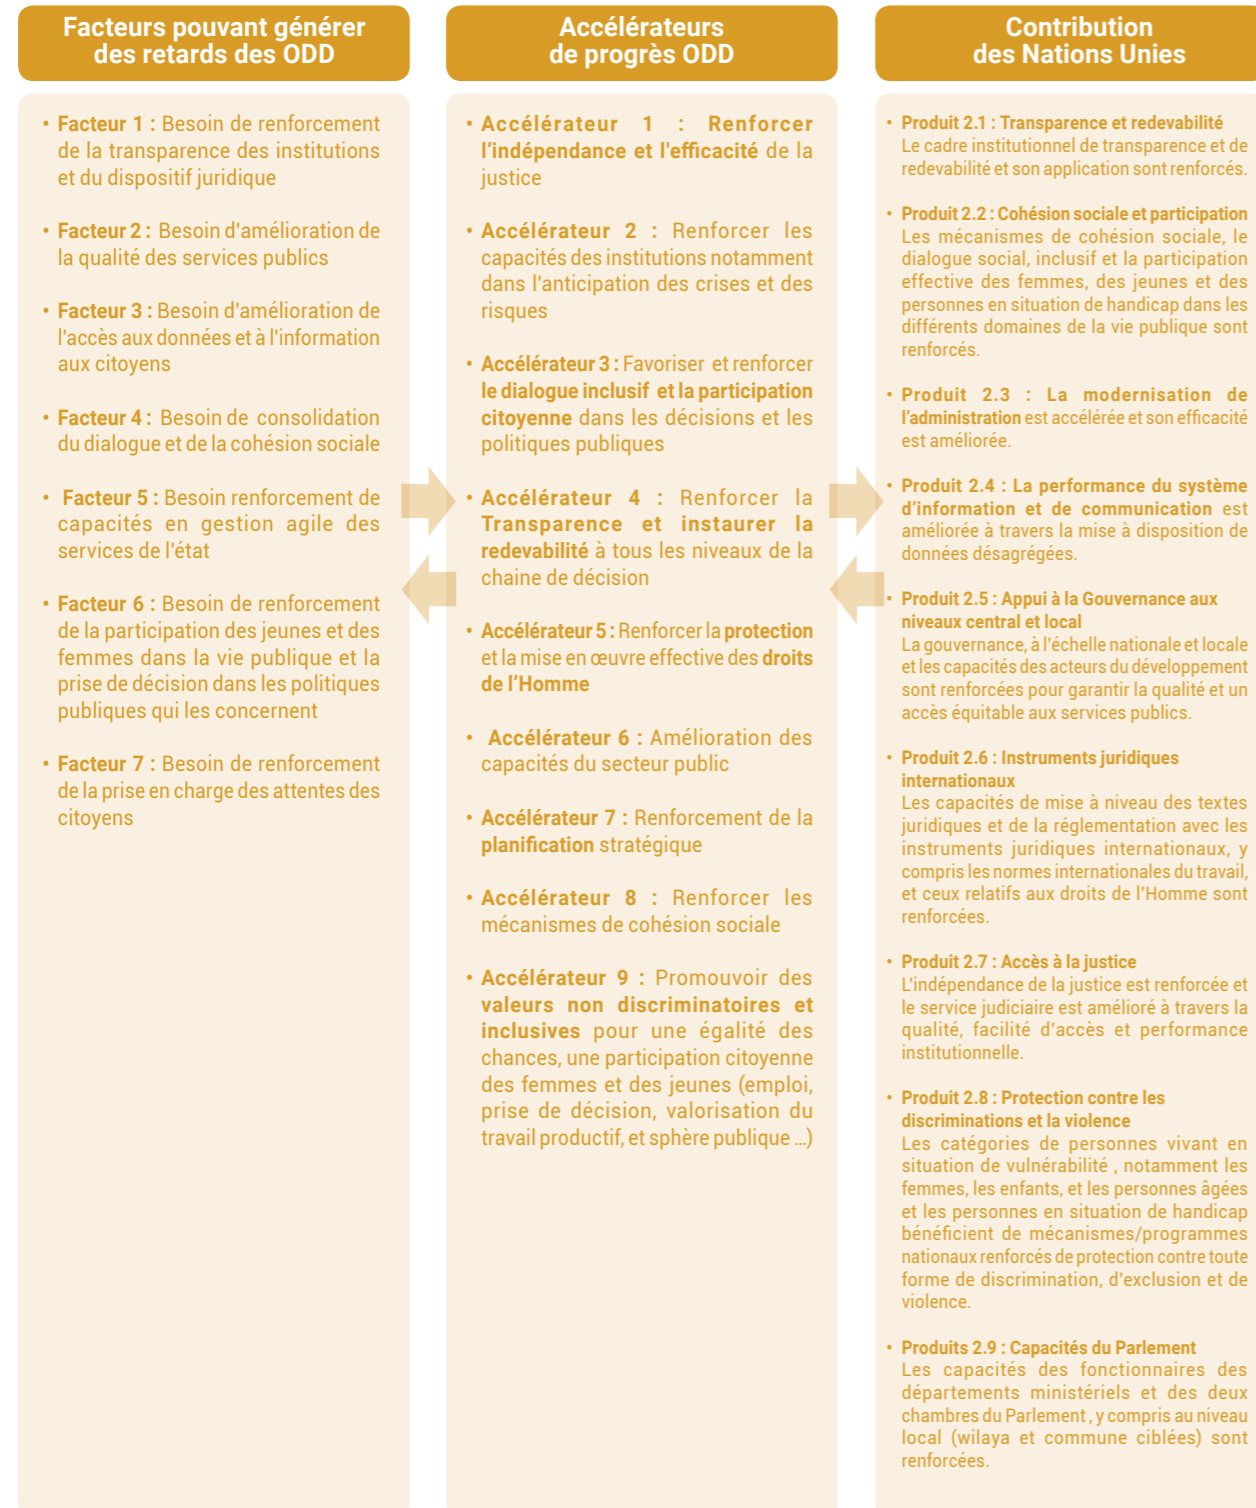 Facteurs pouvant générer
des retards des ODD
• Facteur 1 : Besoin de renforcement
de la transparence des institutions
et du dispositif juridique
• Facteur 2 : Besoin d'amélioration de
la qualité des services publics
• Facteur 3 : Besoin d'amélioration de
l'accès aux données et à l'information
aux citoyens
• Facteur 4 : Besoin de consolidation
du dialogue et de la cohésion sociale
• Facteur 5 : Besoin renforcement de
capacités en gestion agile des
services de l'état
• Facteur 6 : Besoin de renforcement
de la participation des jeunes et des
femmes dans la vie publique et la
prise de décision dans les politiques
publiques qui les concernent
• Facteur 7 : Besoin de renforcement
de la prise en charge des attentes des
citoyens
Accélérateurs
de progrès ODD
• Accélérateur 1 : Renforcer
l'indépendance et l'efficacité de la
justice
• Accélérateur 2 : Renforcer les
capacités des institutions notamment
dans l'anticipation des crises et des
risques
• Accélérateur 3 : Favoriser et renforcer
le dialogue inclusif et la participation
citoyenne dans les décisions et les
politiques publiques
• Accélérateur 4 : Renforcer la
Transparence et instaurer la
redevabilité à tous les niveaux de la
chaine de décision
• Accélérateur 5 : Renforcer la protection
et la mise en œuvre effective des droits
de l'Homme
• Accélérateur 6 : Amélioration des
capacités du secteur public
• Accélérateur 7 : Renforcement de la
planification stratégique
• Accélérateur 8 : Renforcer les
mécanismes de cohésion sociale
• Accélérateur 9 : Promouvoir des
valeurs non discriminatoires et
inclusives pour une égalité des
chances, une participation citoyenne
des femmes et des jeunes (emploi,
prise de décision, valorisation du
travail productif, et sphère publique ...)
Contribution
des Nations Unies
• Produit 2.1 : Transparence et redevabilité
Le cadre institutionnel de transparence et de
redevabilité et son application sont renforcés.
• Produit 2.2 : Cohésion sociale et participation
Les mécanismes de cohésion sociale, le
dialogue social, inclusif et la participation
effective des femmes, des jeunes et des
personnes en situation de handicap dans les
différents domaines de la vie publique sont
renforcés.
• Produit 2.3 : La modernisation de
l'administration est accélérée et son efficacité
est améliorée.
• Produit 2.4 : La performance du système
d'information et de communication est
améliorée à travers la mise à disposition de
données désagrégées.
• Produit 2.5 : Appui à la Gouvernance aux
niveaux central et local
La gouvernance, à l'échelle nationale et locale
et les capacités des acteurs du développement
sont renforcées pour garantir la qualité et un
accès équitable aux services publics.
• Produit 2.6 : Instruments juridiques
internationaux
Les capacités de mise à niveau des textes
juridiques et de la réglementation avec les
instruments juridiques internationaux, y
compris les normes internationales du travail,
et ceux relatifs aux droits de l'Homme sont
renforcées.
• Produit 2.7 : Accès à la justice
L'indépendance de la justice est renforcée et
le service judiciaire est amélioré à travers la
qualité, facilité d'accès et performance
institutionnelle.
• Produit 2.8 : Protection contre les
discriminations et la violence
Les catégories de personnes vivant en
situation de vulnérabilité , notamment les
femmes, les enfants, et les personnes âgées
et les personnes en situation de handicap
bénéficient de mécanismes/programmes
nationaux renforcés de protection contre toute
forme de discrimination, d'exclusion et de
violence.
• Produits 2.9 : Capacités du Parlement
Les capacités des fonctionnaires des
départements ministériels et des deux
chambres du Parlement , y compris au niveau
local (wilaya et commune ciblées) sont
renforcées.